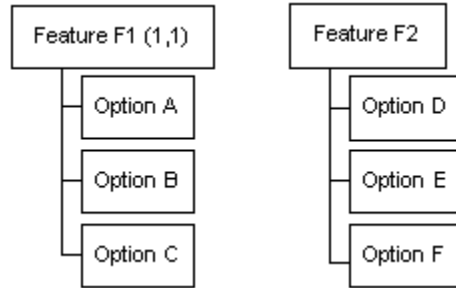 Feature F1 (1,1)
Option A
Option B
Option C
Feature F2
Option D
Option E
Option F